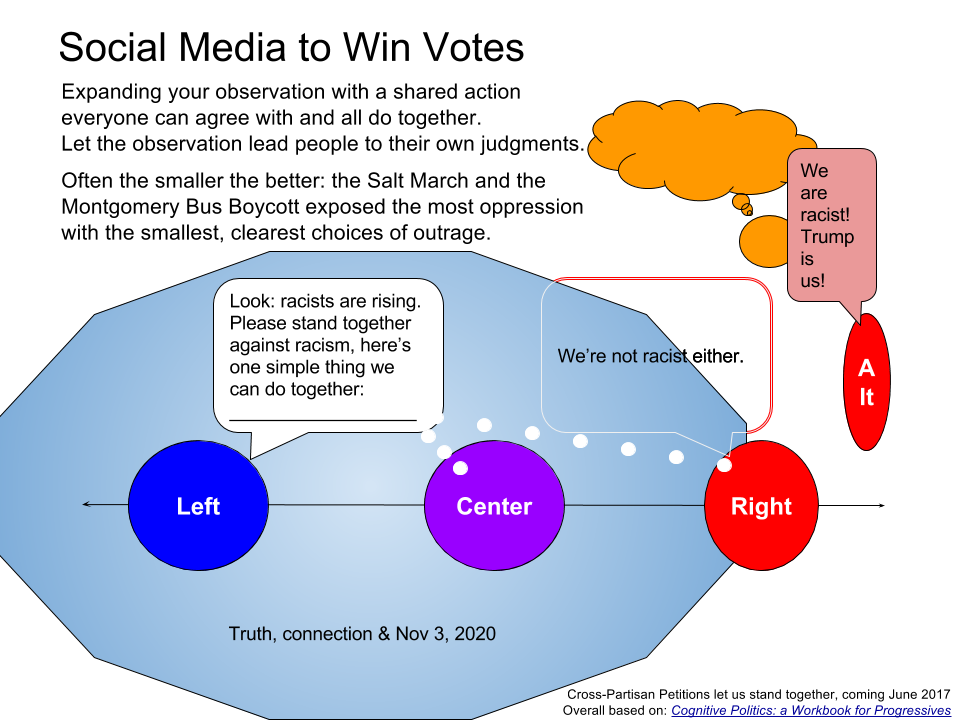 Social Media to Win Votes
Expanding your observation with a shared action
everyone can agree with and all do together.
Let the observation lead people to their own judgments.
Often the smaller the better: the Salt March and the
Montgomery Bus Boycott exposed the most oppression
with the smallest, clearest choices of outrage.
We
are
racist!
Trump
is
us!
Look: racists are rising.
Please stand together
against racism, here's
one simple thing we
can do together:
We're not racist either.
A
lt
Left
Center
Right
Truth, connection & Nov 3, 2020
Cross-Partisan Petitions let us stand together, coming June 2017
Overall based on: Cognitive Politics: a Workbook for Progressives